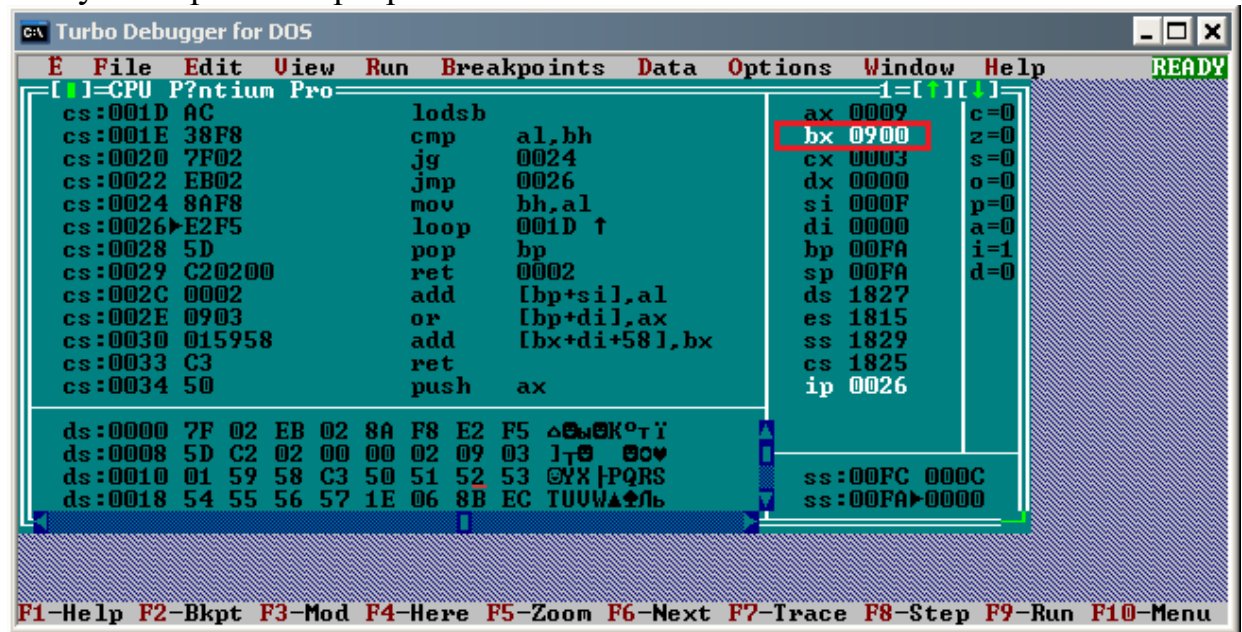 Turbo Debugger for DOS
E File Edit View Run Breakpoints Data Options Window Help READY
[ ]=CPU P?ntium Pro 1=[↑][↓]
cs:001D AC lodsb ax 0009 c=0
cs:001E 38F8 cmp al,bh bx 0900 z=0
cs:0020 7F02 jg 0024 cx 0003 s=0
cs:0022 EB02 jmp 0026 dx 0000 o=0
cs:0024 8AF8 mov bh,al si 000F p=0
cs:0026►E2F5 loop 001D ↑ di 0000 a=0
cs:0028 5D pop bp bp 00FA i=1
cs:0029 C20200 ret 0002 sp 00FA d=0
cs:002C 0002 add [bp+si],al ds 1827
cs:002E 0903 or [bp+di],ax es 1815
cs:0030 015958 add [bx+di+58],bx ss 1829
cs:0033 C3 ret cs 1825
cs:0034 50 push ax ip 0026
ds:0000 7F 02 EB 02 8A F8 E2 F5 ⌂☻ы☻К°тї
ds:0008 5D C2 02 00 00 02 09 03 ]┬☻ ☻○♥
ds:0010 01 59 58 C3 50 51 52 53 ☺YX├PQRS ss:00FC 000C
ds:0018 54 55 56 57 1E 06 8B EC TUVW▲♠Ль ss:00FA►0000
F1-Help F2-Bkpt F3-Mod F4-Here F5-Zoom F6-Next F7-Trace F8-Step F9-Run F10-Menu